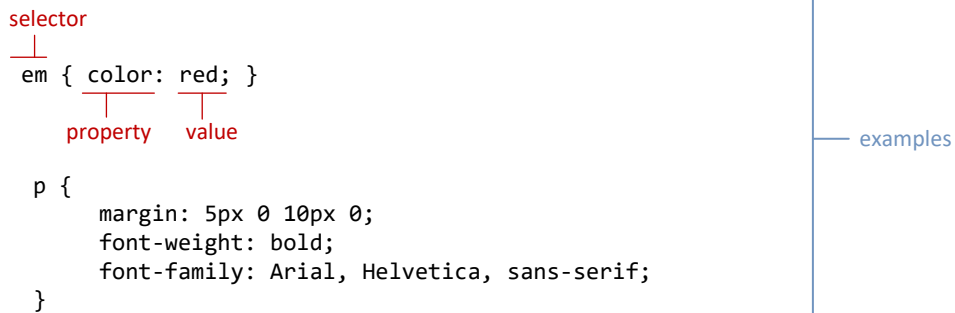 selector
em { color: red; }
property value
examples
p {
margin: 5px 0 10px 0;
font-weight: bold;
font-family: Arial, Helvetica, sans-serif;
}